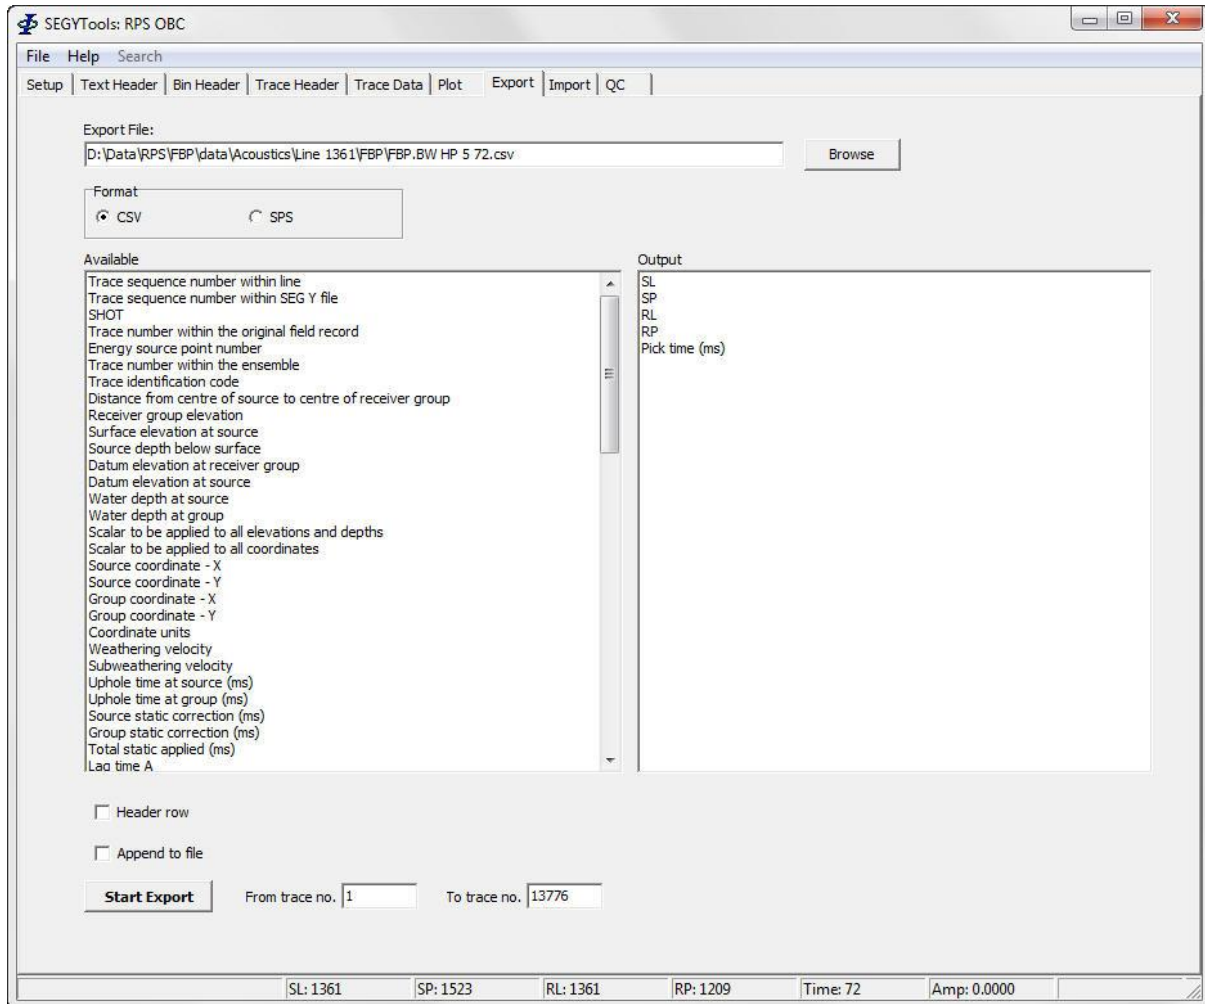 SEGYTools: RPS OBC
File Help Search
Setup Text Header Bin Header Trace Header Trace Data Plot Export Import QC
Export File:
D:\Data\RPS\FBP\data\Acoustics\Line 1361\FBP\FBP.BW HP 5 72.csv Browse
Format
CSV SPS
Available
Trace sequence number within line
Trace sequence number within SEG Y file
SHOT
Trace number within the original field record
Energy source point number
Trace number within the ensemble
Trace identification code
Distance from centre of source to centre of receiver group
Receiver group elevation
Surface elevation at source
Source depth below surface
Datum elevation at receiver group
Datum elevation at source
Water depth at source
Water depth at group
Scalar to be applied to all elevations and depths
Scalar to be applied to all coordinates
Source coordinate - X
Source coordinate - Y
Group coordinate - X
Group coordinate - Y
Coordinate units
Weathering velocity
Subweathering velocity
Uphole time at source (ms)
Uphole time at group (ms)
Source static correction (ms)
Group static correction (ms)
Total static applied (ms)
Lag time A
Output
SL
SP
RL
RP
Pick time (ms)
Header row
Append to file
Start Export From trace no. 1 To trace no. 13776
SL: 1361 SP: 1523 RL: 1361 RP: 1209 Time: 72 Amp: 0.0000